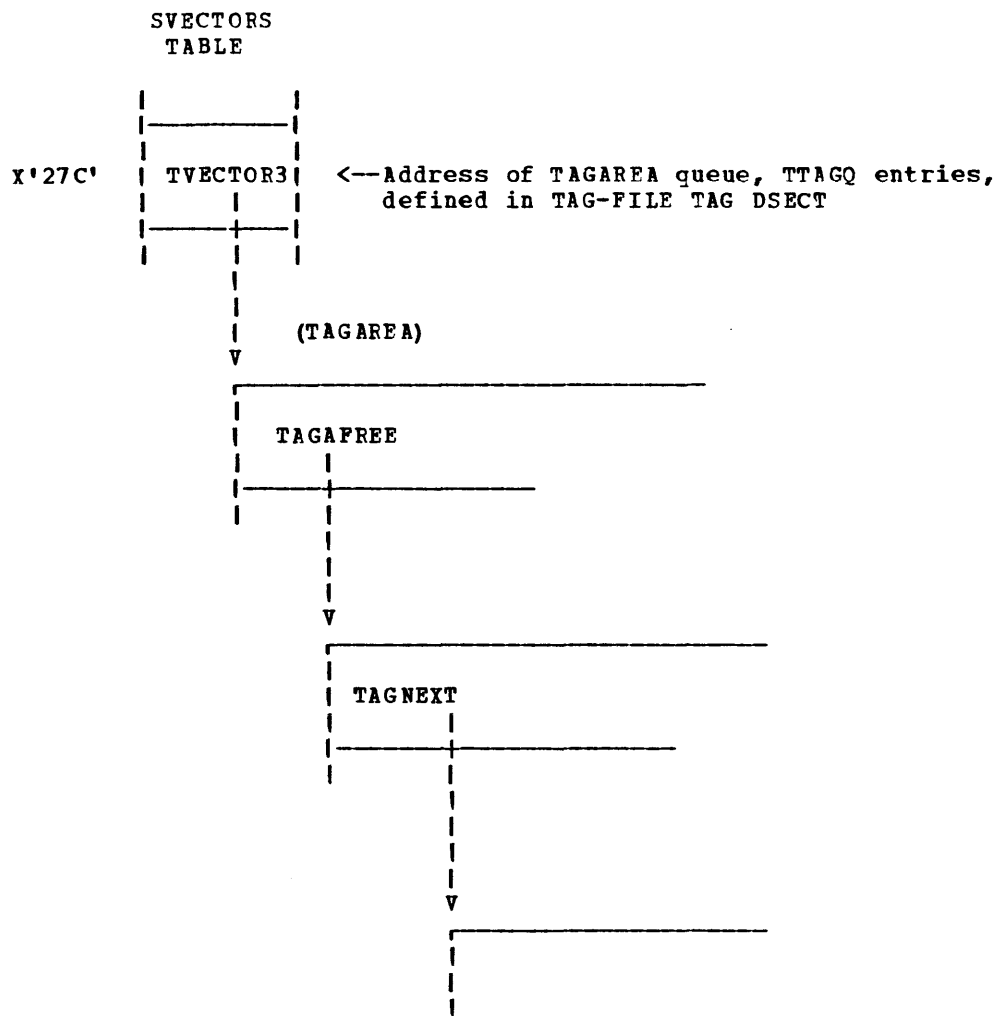 SVECTORS
TABLE
X'27C' TVECTOR3 <--Address of TAGAREA queue, TTAGQ entries,
defined in TAG-FILE TAG DSECT
(TAGAREA)
TAGAFREE
TAGNEXT